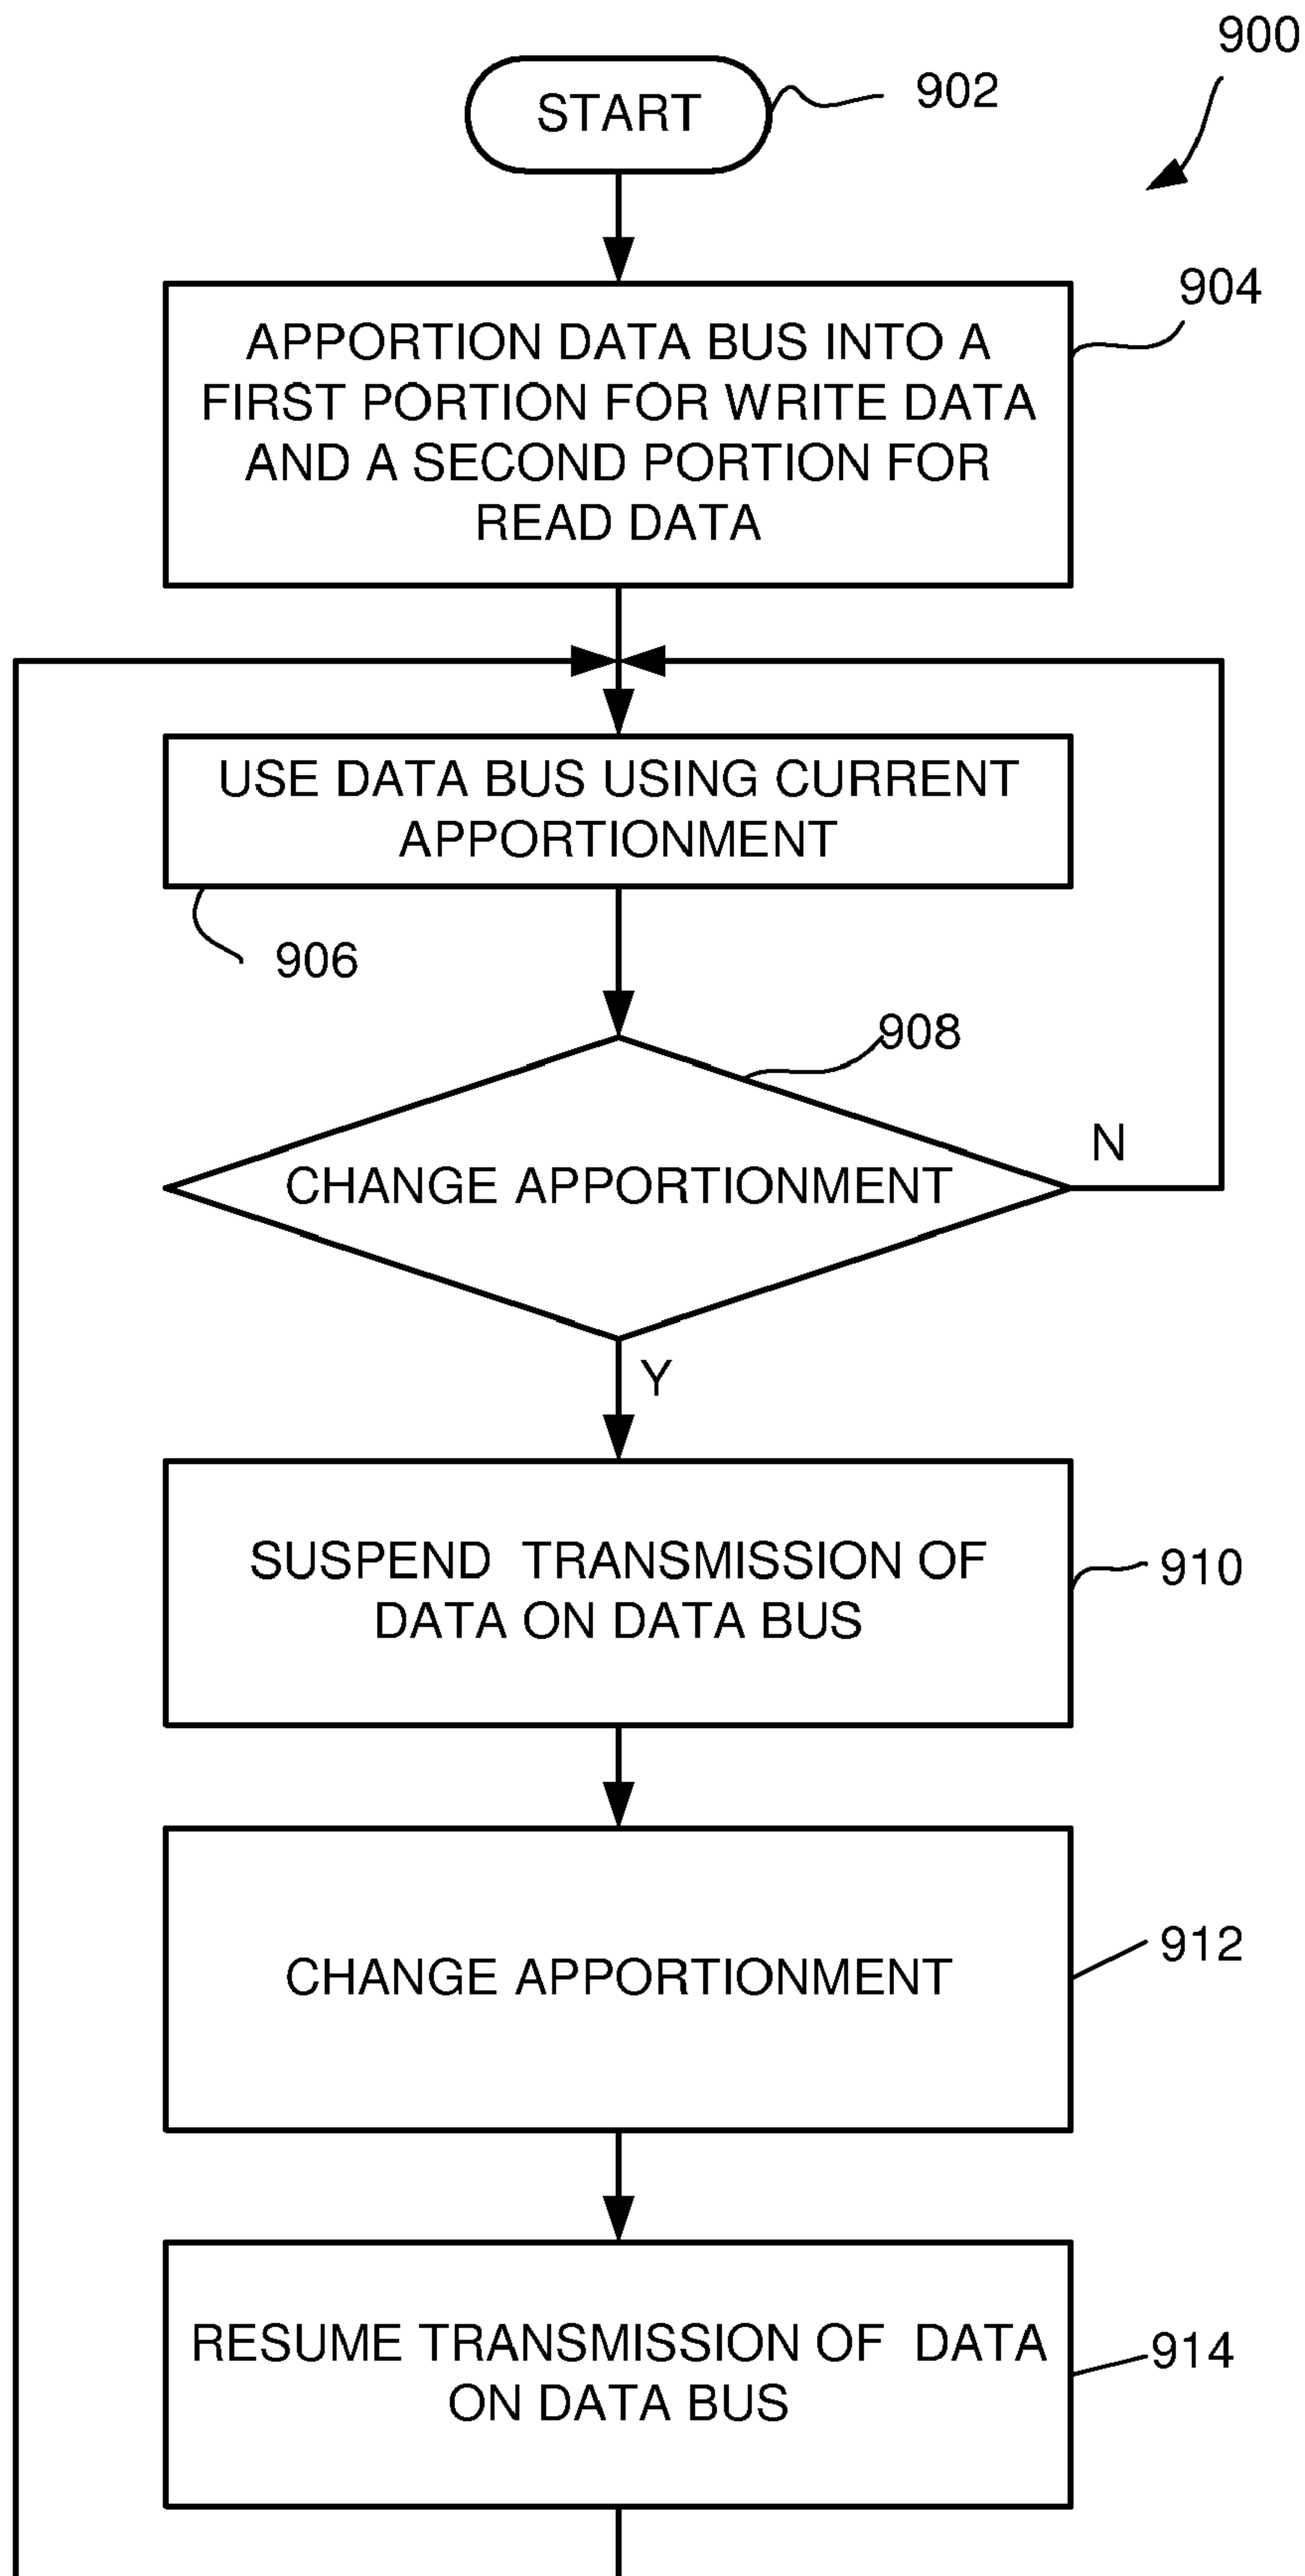 900
START
902
904
APPORTION DATA BUS INTO A
FIRST PORTION FOR WRITE DATA
AND A SECOND PORTION FOR
READ DATA
USE DATA BUS USING CURRENT
APPORTIONMENT
906
908
CHANGE APPORTIONMENT
N
Y
SUSPEND TRANSMISSION OF
DATA ON DATA BUS
910
CHANGE APPORTIONMENT
912
RESUME TRANSMISSION OF DATA
ON DATA BUS
914